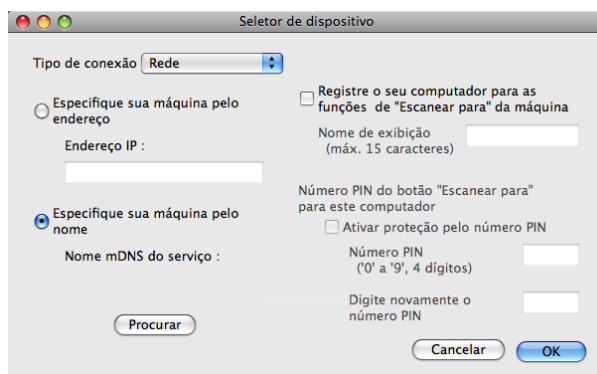 Seletor de dispositivo
Tipo de conexão Rede
Especifique sua máquina pelo
endereço
Endereço IP :
Especifique sua máquina pelo
nome
Nome mDNS do serviço :
Procurar
Registre o seu computador para as
funções de "Escanear para" da máquina
Nome de exibição
(máx. 15 caracteres)
Número PIN do botão "Escanear para"
para este computador
Ativar proteção pelo número PIN
Número PIN
('0' a '9', 4 dígitos)
Digite novamente o
número PIN
Cancelar
OK